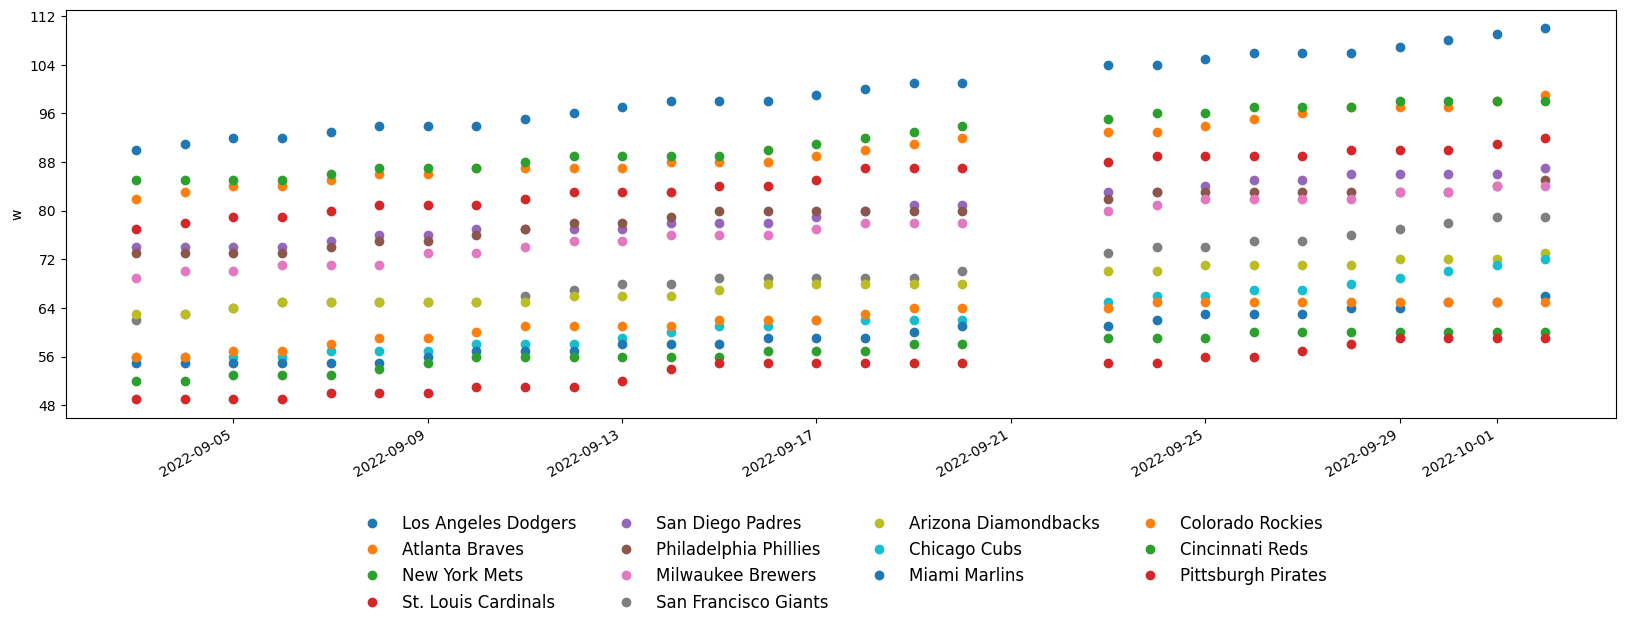 112
104
96
88
80
72
64
56
48
w
2022-09-05
2022-09-09
2022-09-13
2022-09-17
2022-09-21
2022-09-25
2022-09-29
2022-10-01
Los Angeles Dodgers
Atlanta Braves
New York Mets
St. Louis Cardinals
San Diego Padres
Philadelphia Phillies
Milwaukee Brewers
San Francisco Giants
Arizona Diamondbacks
Chicago Cubs
Miami Marlins
Colorado Rockies
Cincinnati Reds
Pittsburgh Pirates